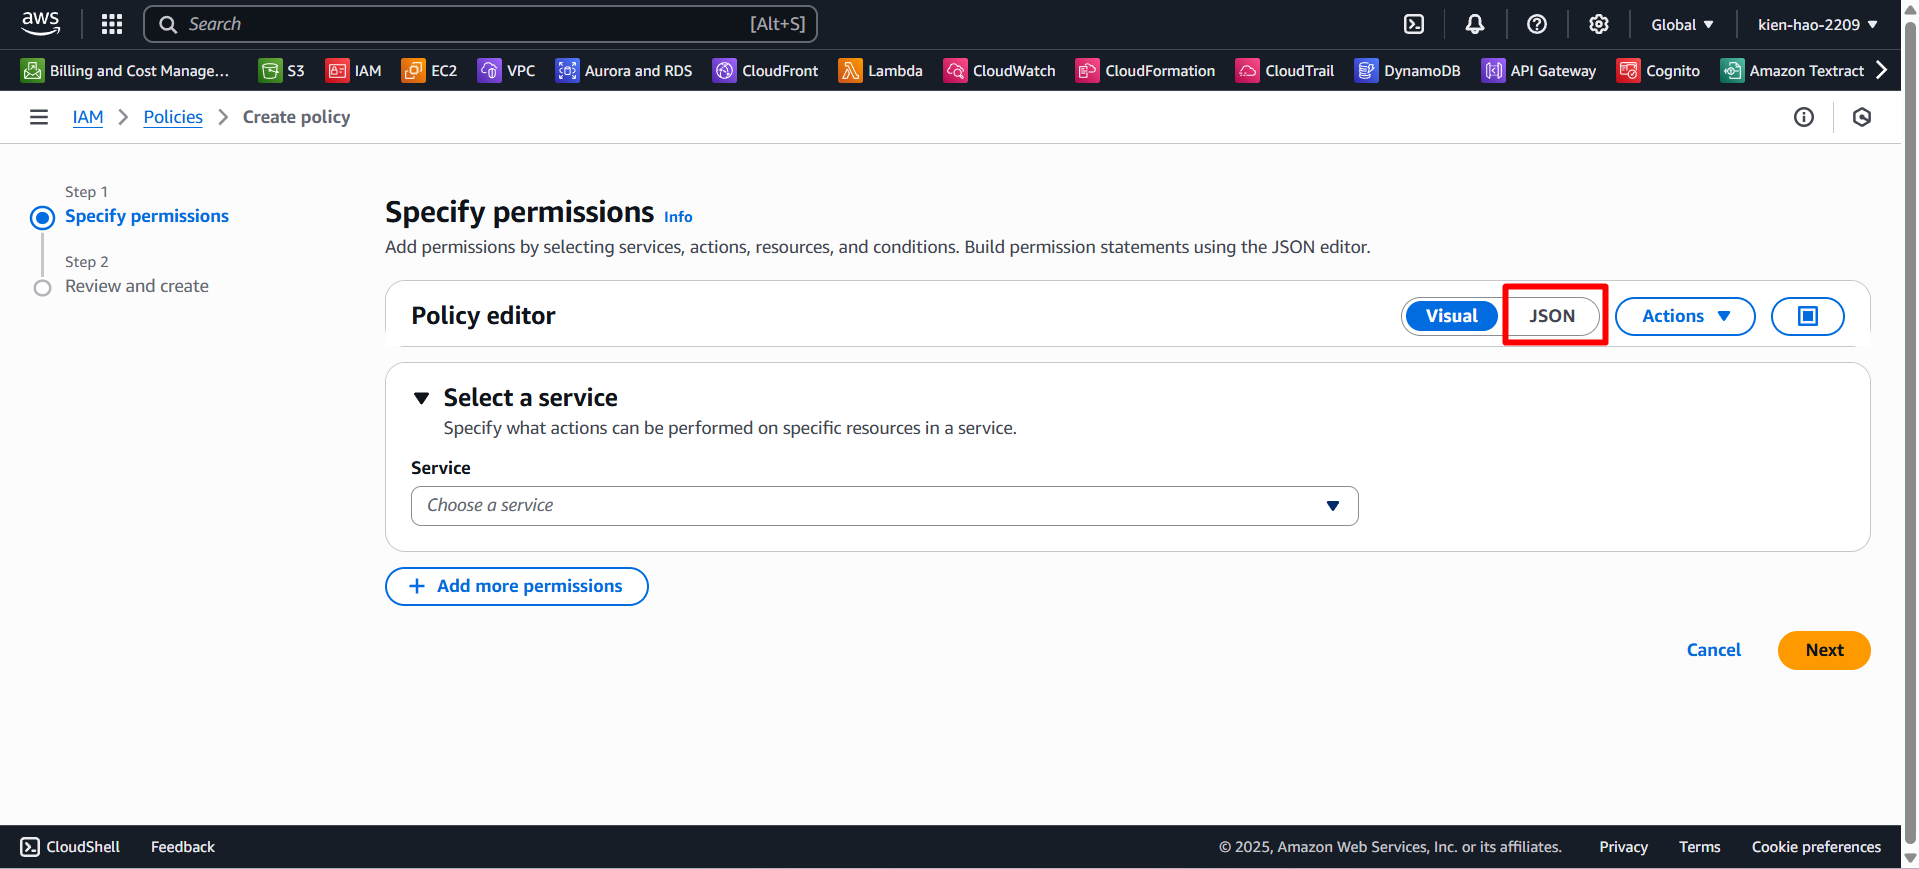 aws
Search [Alt+S]
Global kien-hao-2209
Billing and Cost Manage... S3 IAM EC2 VPC Aurora and RDS CloudFront Lambda CloudWatch CloudFormation CloudTrail DynamoDB API Gateway Cognito Amazon Textract
IAM Policies Create policy
Step 1
Specify permissions
Step 2
Review and create
Specify permissions Info
Add permissions by selecting services, actions, resources, and conditions. Build permission statements using the JSON editor.
Policy editor
Visual JSON Actions
Select a service
Specify what actions can be performed on specific resources in a service.
Service
Choose a service
Add more permissions
Cancel Next
CloudShell Feedback
© 2025, Amazon Web Services, Inc. or its affiliates. Privacy Terms Cookie preferences